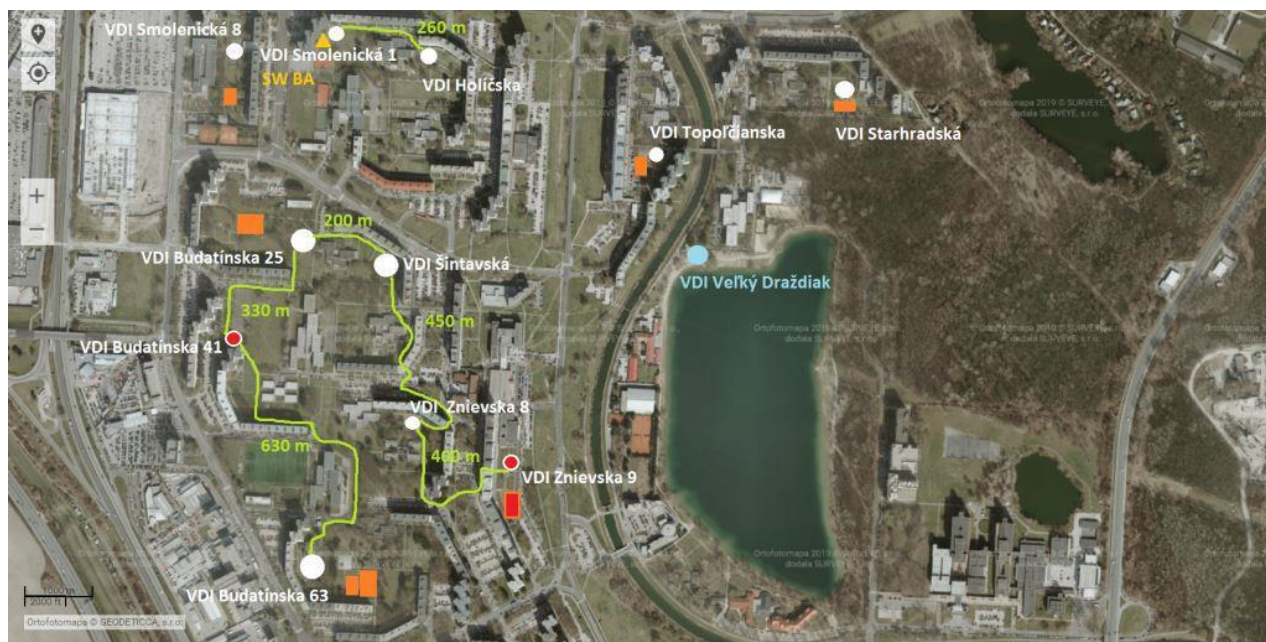 VDI Smolenická 8
260 m
VDI Smolenická 1
SW BA
VDI Holíčska
VDI Topoľčianska
VDI Starhradská
200 m
VDI Budatínska 25
VDI Šintavská
VDI Veľký Draždiak
330 m
450 m
VDI Budatínska 41
VDI Znievska 8
630 m
400 m
VDI Znievska 9
VDI Budatínska 63
1000 m
2000 ft
Ortofotomapa © GEODETICCA, s.r.o.